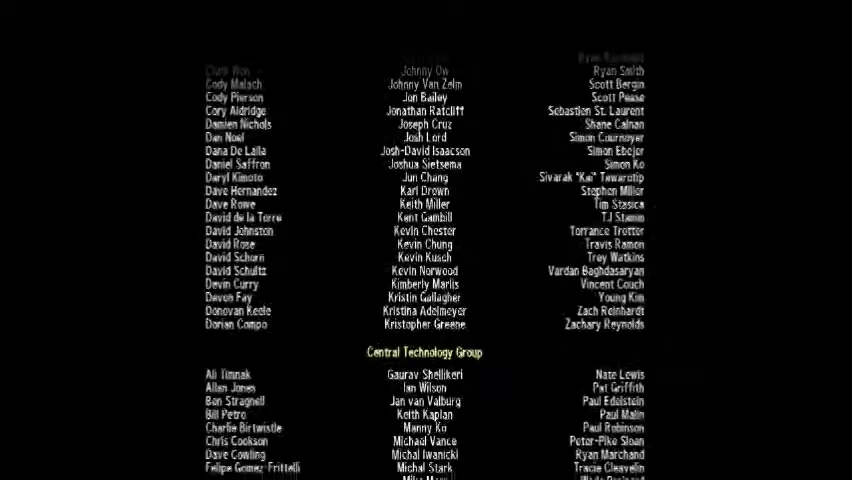 Johnny Ow Ryan Smith
Cody Malach Johnny Van Zelm Scott Bergin
Cody Pierson Jon Bailey Scott Pease
Cory Aldridge Jonathan Ratcliff Sebastien St. Laurent
Damien Nichols Joseph Cruz Shane Calnan
Dan Noel Josh Lord Simon Cournoyer
Dana De Lalla Josh-David Isaacson Simon Ebejer
Daniel Saffron Joshua Sietsema Simon Ko
Daryl Kimoto Jun Chang Sivarak "Kai" Tawarotip
Dave Hernandez Karl Drown Stephen Miller
Dave Rowe Keith Miller Tim Stasica
David de la Torre Kent Gambill TJ Stamm
David Johnston Kevin Chester Torrance Trotter
David Rose Kevin Chung Travis Ramon
David Schorn Kevin Kusch Trey Watkins
David Schultz Kevin Norwood Vardan Baghdasaryan
Devin Curry Kimberly Marlis Vincent Couch
Devon Fay Kristin Gallagher Young Kim
Donovan Keele Kristina Adelmeyer Zach Reinhardt
Dorian Campo Kristopher Greene Zachary Reynolds
Central Technology Group
Ali Timnak Gaurav Shellikeri Nate Lewis
Allan Jones Ian Wilson Pat Griffith
Ben Stragnell Jan van Valburg Paul Edelstein
Bill Petro Keith Kaplan Paul Malin
Charlie Birtwistle Manny Ko Paul Robinson
Chris Cookson Michael Vance Peter-Pike Sloan
Dave Cowling Michal Iwanicki Ryan Marchand
Felipe Gomez-Frittelli Michal Stark Tracie Cleavelin